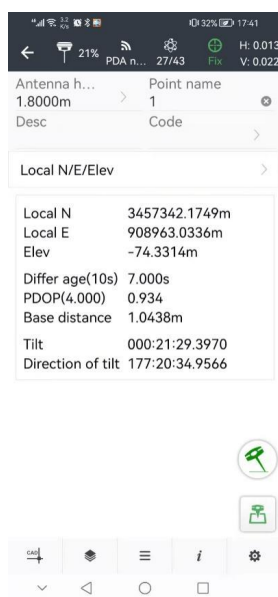 3.2 K/s 32% 17:41
21% PDA n... 27/43 Fix H: 0.013 V: 0.022
Antenna h... Point name
1.8000m 1
Desc Code
Local N/E/Elev
Local N 3457342.1749m
Local E 908963.0336m
Elev -74.3314m
Differ age(10s) 7.000s
PDOP(4.000) 0.934
Base distance 1.0438m
Tilt 000:21:29.3970
Direction of tilt 177:20:34.9566
CAD i